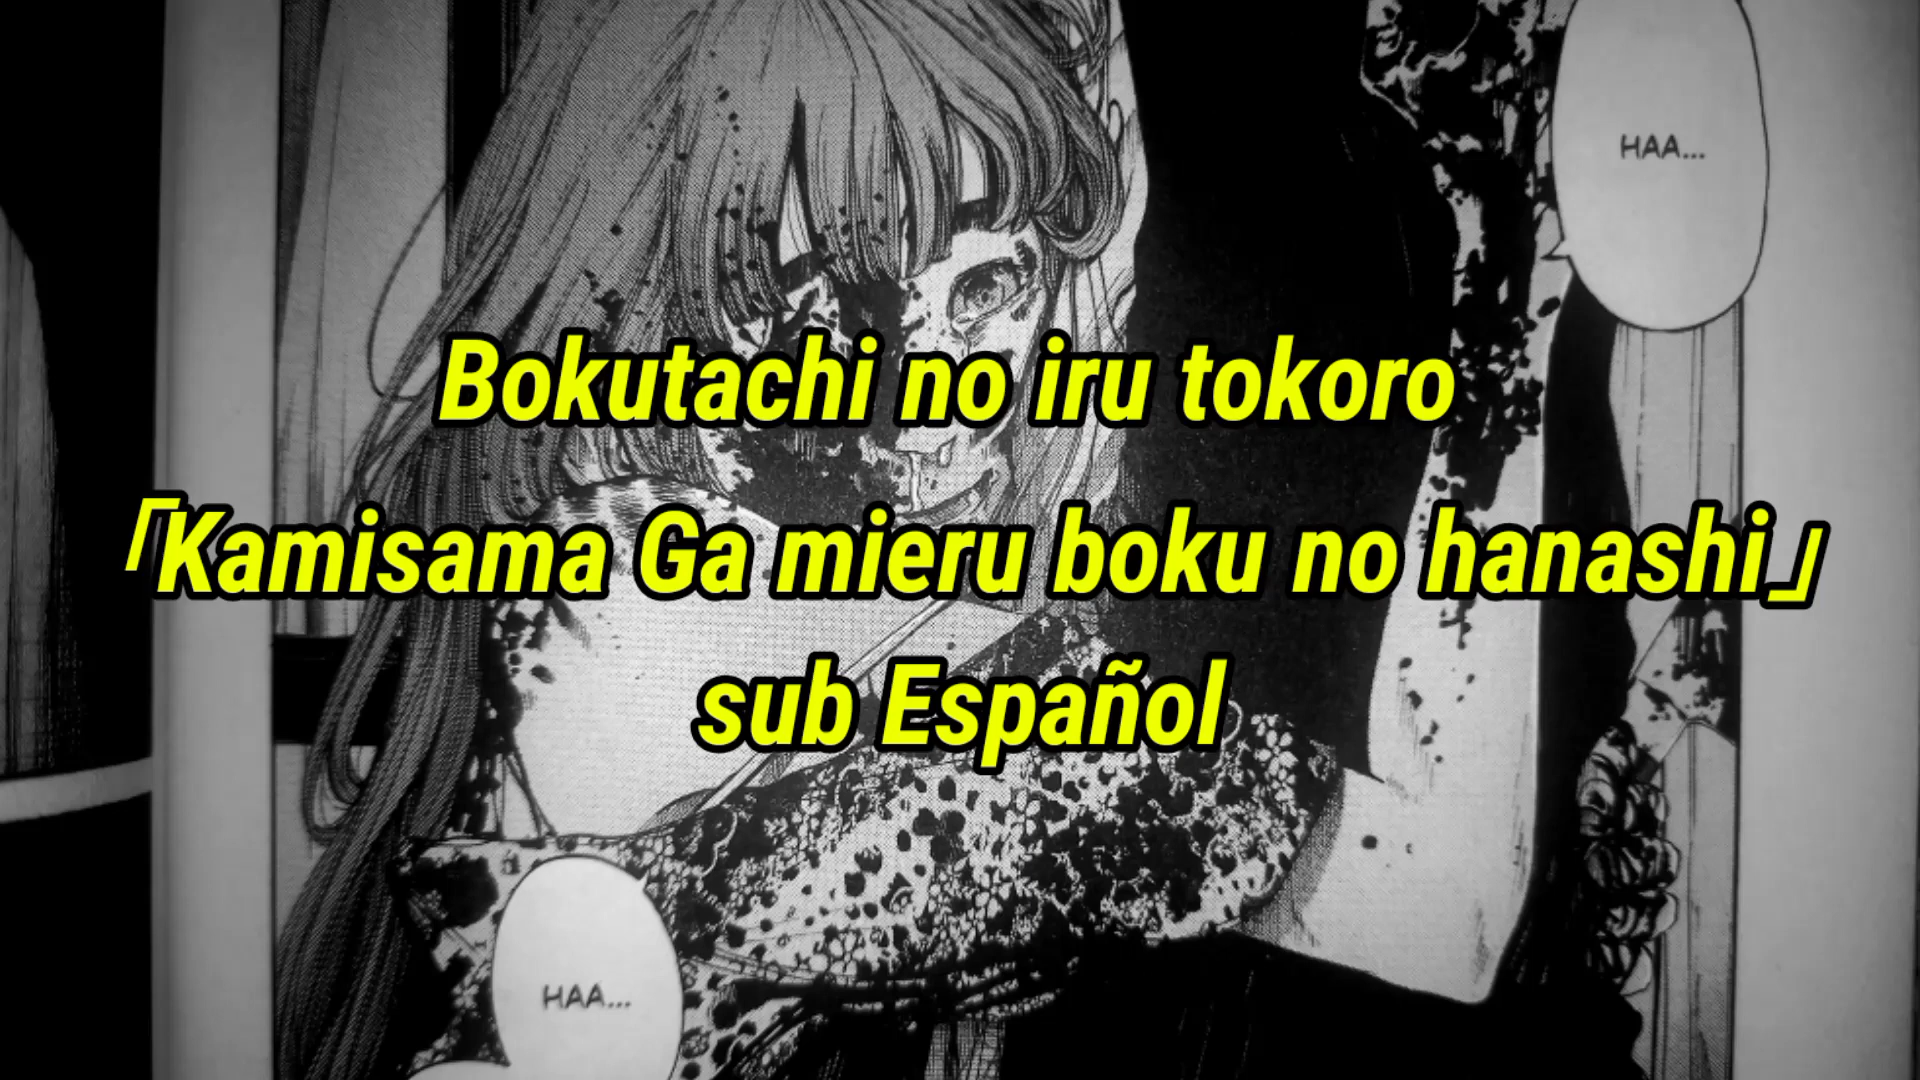 HAA...
Bokutachi no iru tokoro
「Kamisama Ga mieru boku no hanashi」
sub Español
HAA...